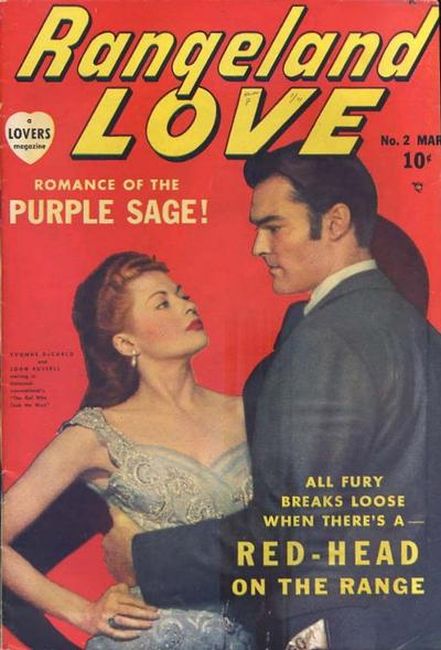 Rangeland
LOVE
a
LOVERS
magazine
No. 2 MAR
10¢
ROMANCE OF THE
PURPLE SAGE!
YVONNE DeCARLO
and
JOHN RUSSELL
starring in
Universal-
International's
"The Gal Who
Took the West"
ALL FURY
BREAKS LOOSE
WHEN THERE'S A—
RED-HEAD
ON THE RANGE